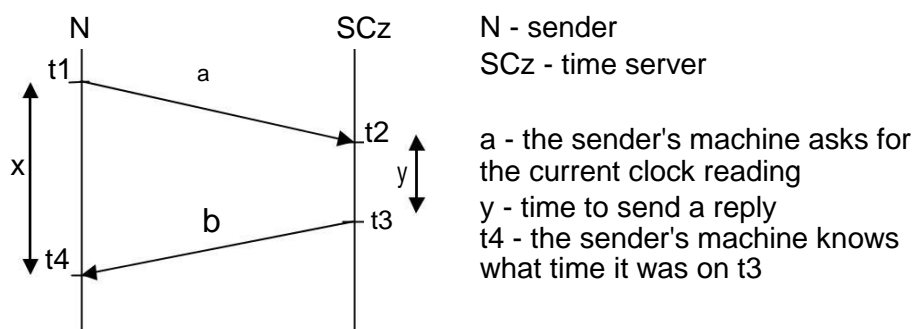 N
SCz
t1
a
t2
x
y
b
t3
t4
N - sender
SCz - time server
a - the sender's machine asks for
the current clock reading
y - time to send a reply
t4 - the sender's machine knows
what time it was on t3